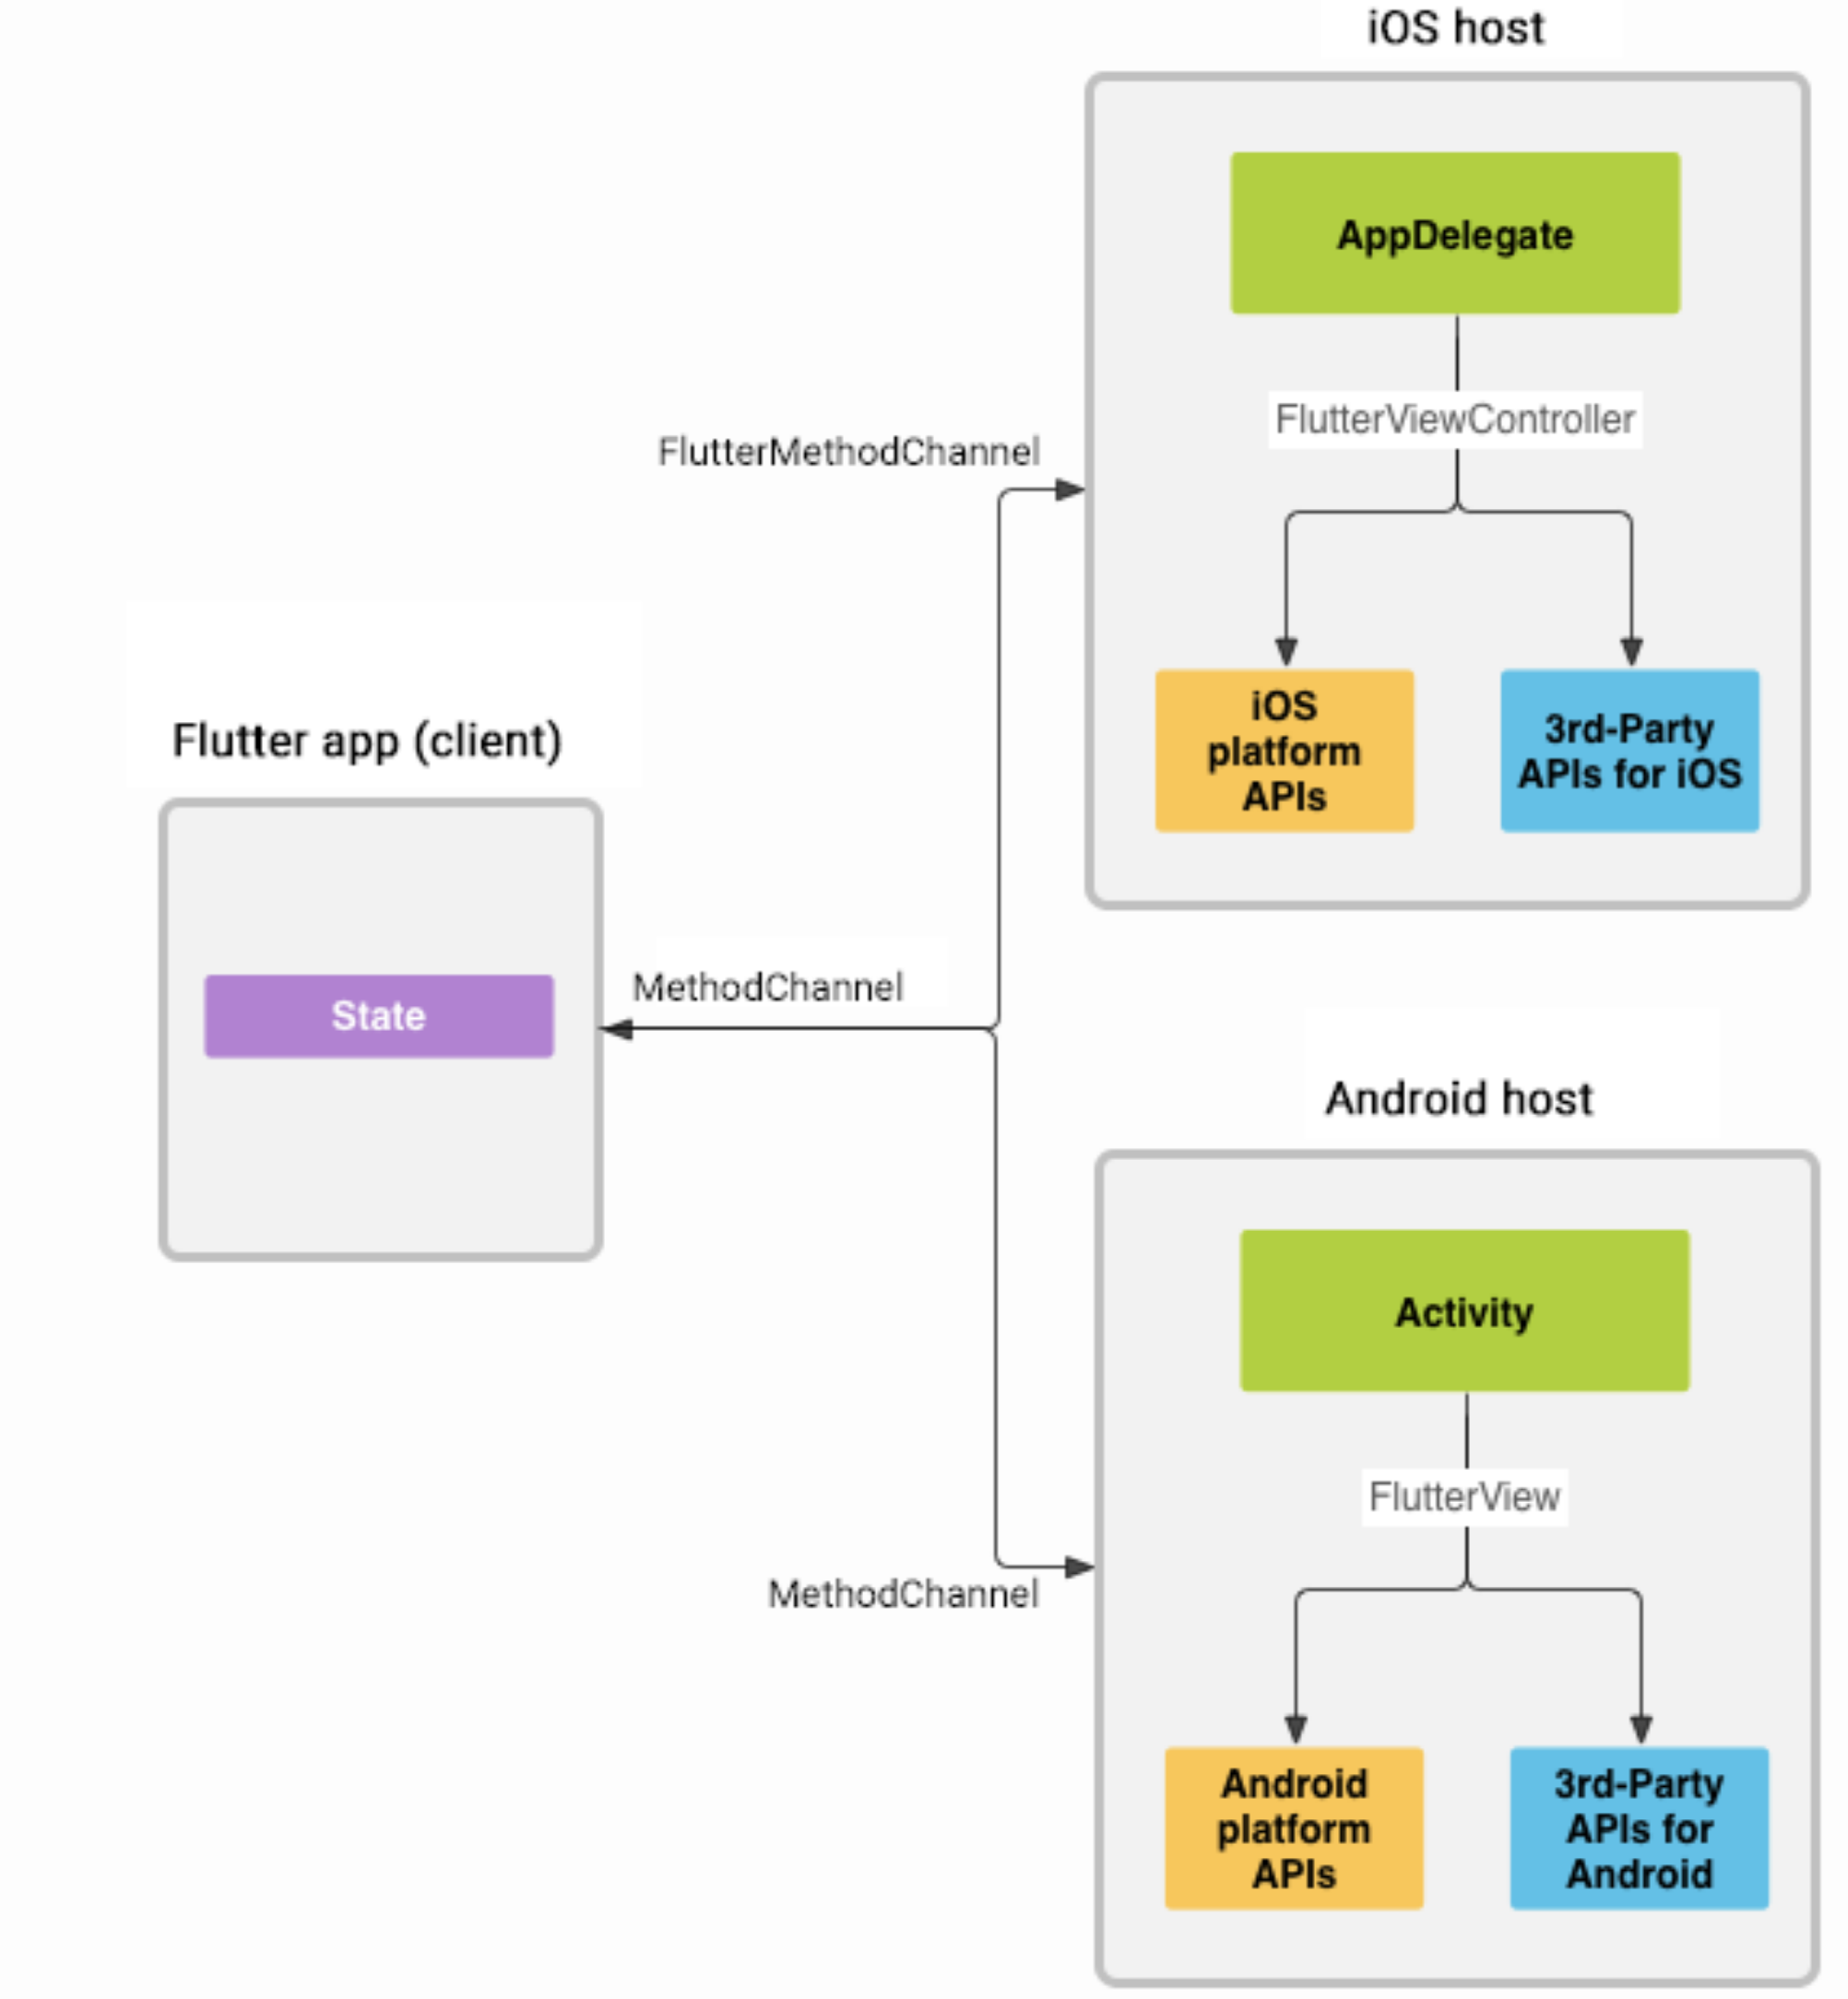 iOS host
AppDelegate
FlutterViewController
FlutterMethodChannel
iOS
platform
APIs
3rd-Party
APIs for iOS
Flutter app (client)
State
MethodChannel
Android host
Activity
FlutterView
MethodChannel
Android
platform
APIs
3rd-Party
APIs for
Android